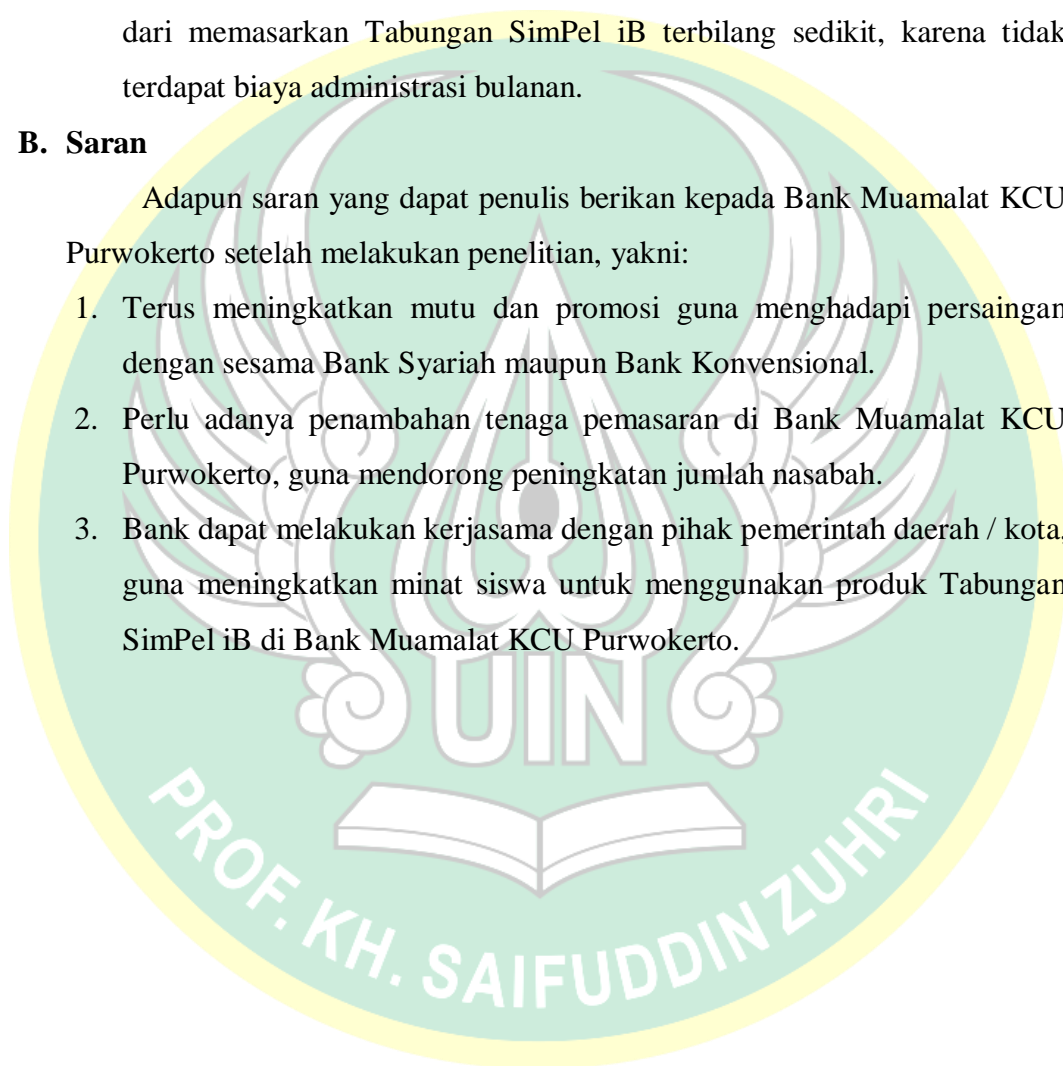 dari memasarkan Tabungan SimPel iB terbilang sedikit, karena tidak
terdapat biaya administrasi bulanan.
B. Saran
Adapun saran yang dapat penulis berikan kepada Bank Muamalat KCU
Purwokerto setelah melakukan penelitian, yakni:
1. Terus meningkatkan mutu dan promosi guna menghadapi persaingan
dengan sesama Bank Syariah maupun Bank Konvensional.
2. Perlu adanya penambahan tenaga pemasaran di Bank Muamalat KCU
Purwokerto, guna mendorong peningkatan jumlah nasabah.
3. Bank dapat melakukan kerjasama dengan pihak pemerintah daerah / kota,
guna meningkatkan minat siswa untuk menggunakan produk Tabungan
SimPel iB di Bank Muamalat KCU Purwokerto.
UIN
PROF. KH. SAIFUDDIN ZUHRI